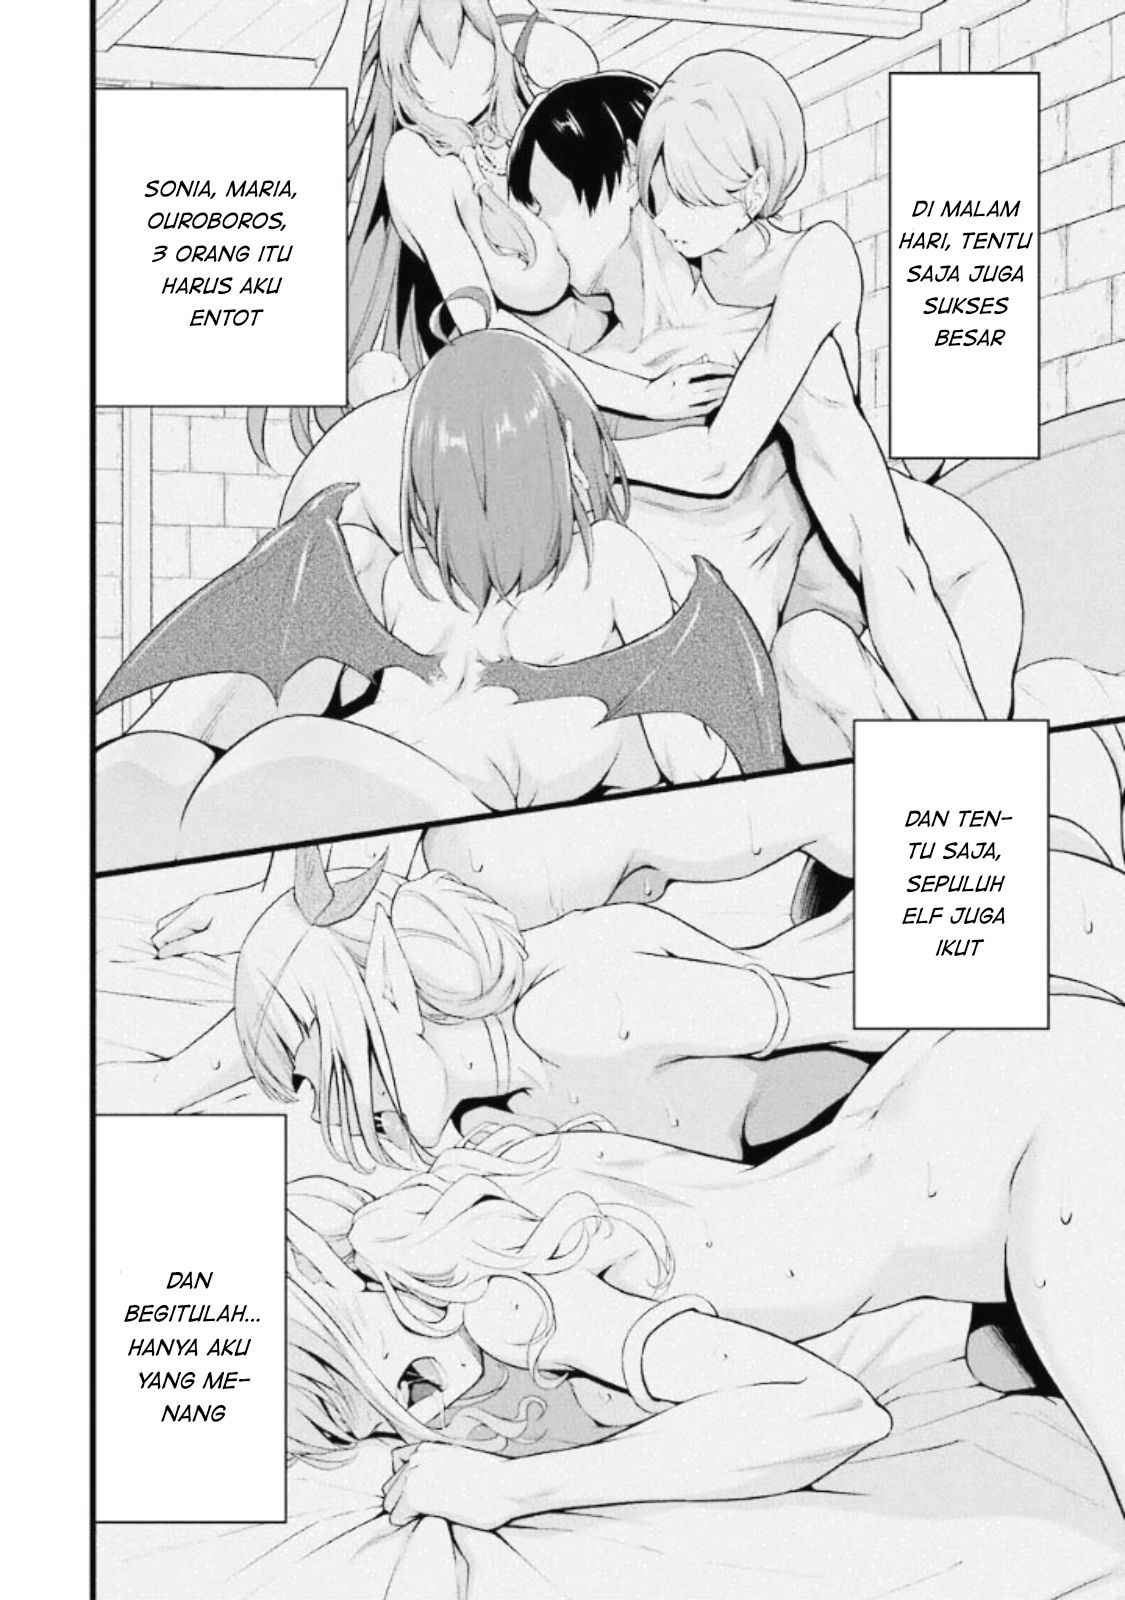 DI MALAM
HARI, TENTU
SAJA JUGA
SUKSES
BESAR
SONIA, MARIA,
OUROBOROS,
3 ORANG ITU
HARUS AKU
ENTOT
DAN TEN-
TU SAJA,
SEPULUH
ELF JUGA
IKUT
DAN
BEGITULAH...
HANYA AKU
YANG ME-
NANG